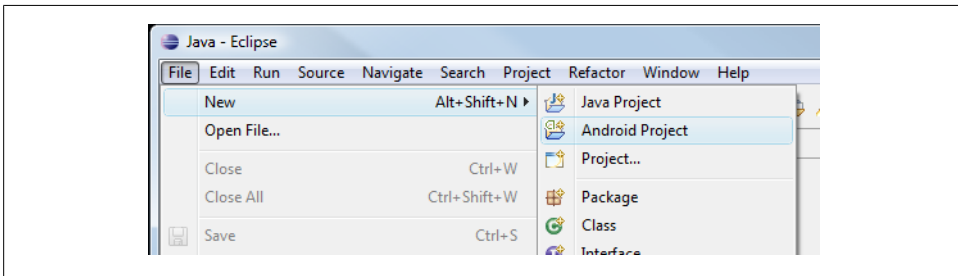 Java - Eclipse
File Edit Run Source Navigate Search Project Refactor Window Help
New Alt+Shift+N
Open File...
Close Ctrl+W
Close All Ctrl+Shift+W
Save Ctrl+S
Java Project
Android Project
Project...
Package
Class
Interface